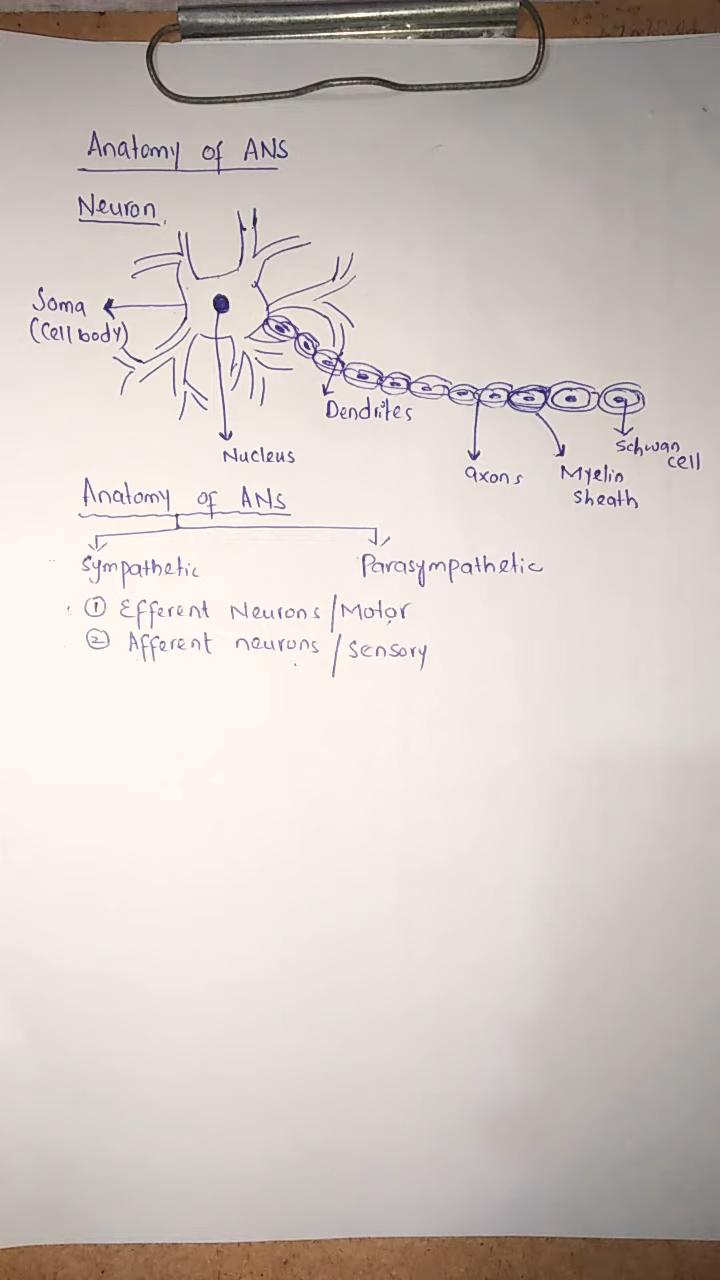 Anatomy of ANS
Neuron
Soma
(Cell body)
Dendrites
Nucleus
axons
Myelin
sheath
Schwan
cell
Anatomy of ANS
Sympathetic
Parasympathetic
① Efferent Neurons / Motor
② Afferent neurons / Sensory